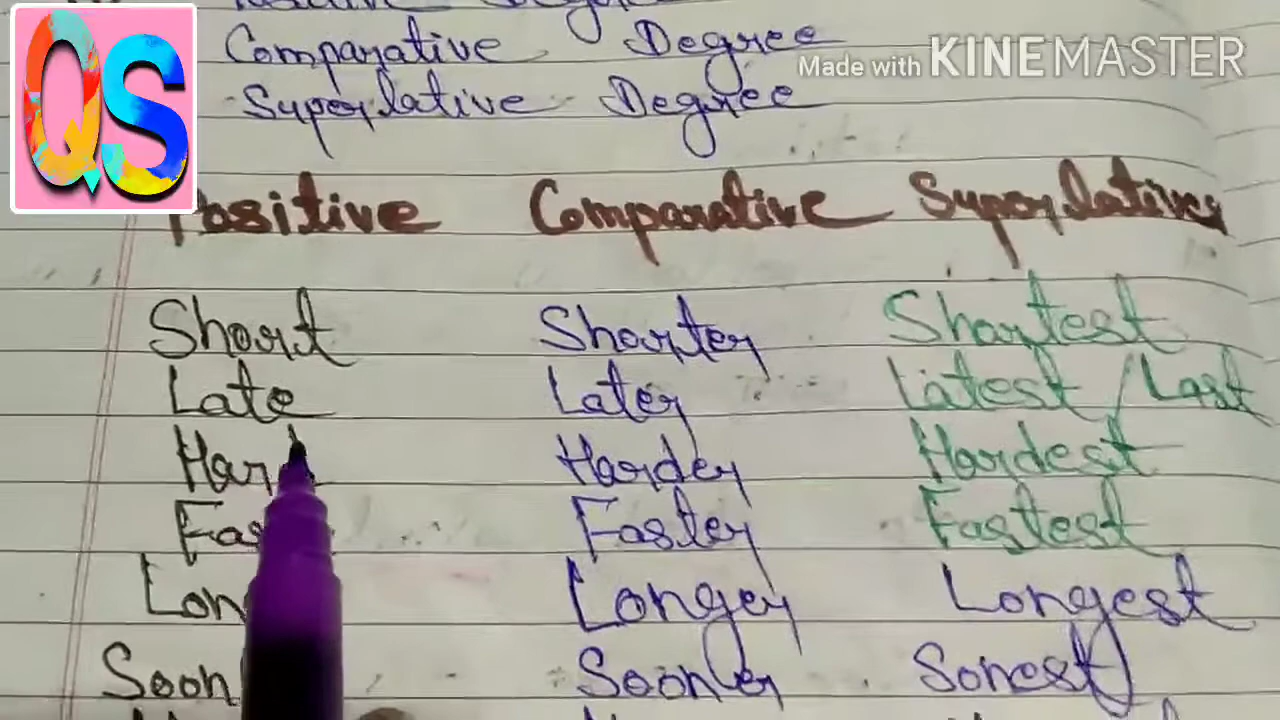 QS
Comparative Degree
Made with KINEMASTER
Superlative Degree
Positive Comparative Superlative
Short Shorter Shortest
Late Later Latest / Last
Harder Hardest
Faster Fastest
Longer Longest
Soon Sooner Sonest